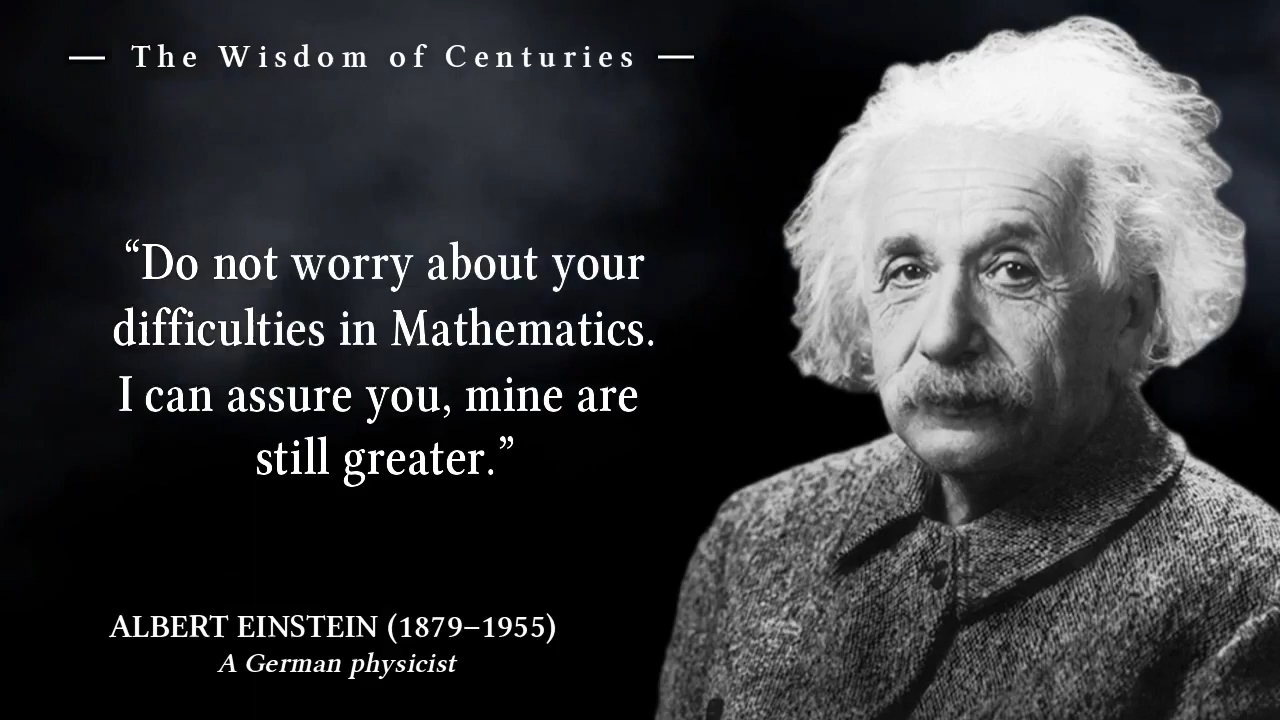 — The Wisdom of Centuries —
“Do not worry about your
difficulties in Mathematics.
I can assure you, mine are
still greater.”
ALBERT EINSTEIN (1879–1955)
A German physicist